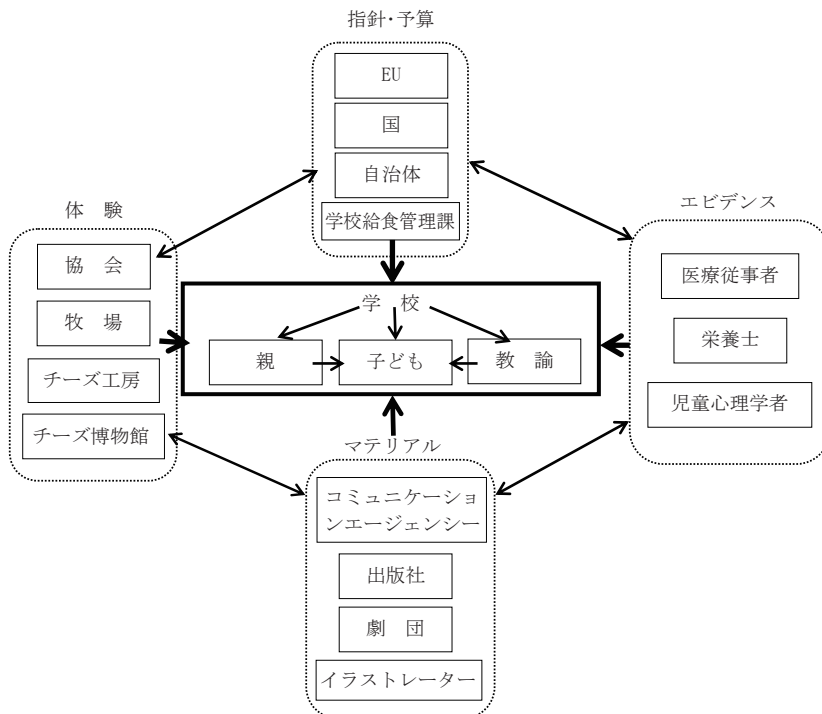 指針・予算
EU
国
自治体
学校給食管理課
体　験
協　会
牧　場
チーズ工房
チーズ博物館
学　校
親
子ども
教　諭
エビデンス
医療従事者
栄養士
児童心理学者
マテリアル
コミュニケーショ
ンエージェンシー
出版社
劇　団
イラストレーター